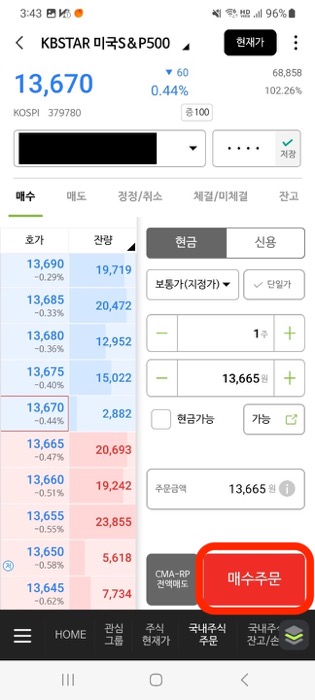 3:43 96%
KBSTAR 미국S&P500 현재가
13,670 ▼ 60 68,858
0.44% 102.26%
KOSPI 379780 증100
저장
매수 매도 정정/취소 체결/미체결 잔고
호가 잔량 현금 신용
13,690 19,719
-0.29%
보통가(지정가) 단일가
13,685 20,472
-0.33%
13,680 12,952 1주
-0.36%
13,675 15,022 13,665원
-0.40%
13,670 2,882 현금가능 가능
-0.44%
13,665 20,693
-0.47%
13,660 19,242 주문금액 13,665 원
-0.51%
13,655 23,855
-0.55%
13,650 5,618
저 -0.58%
CMA-RP
전액매도 매수주문
13,645 7,734
-0.62%
HOME 관심
그룹 주식
현재가 국내주식
주문 국내주식
잔고/손